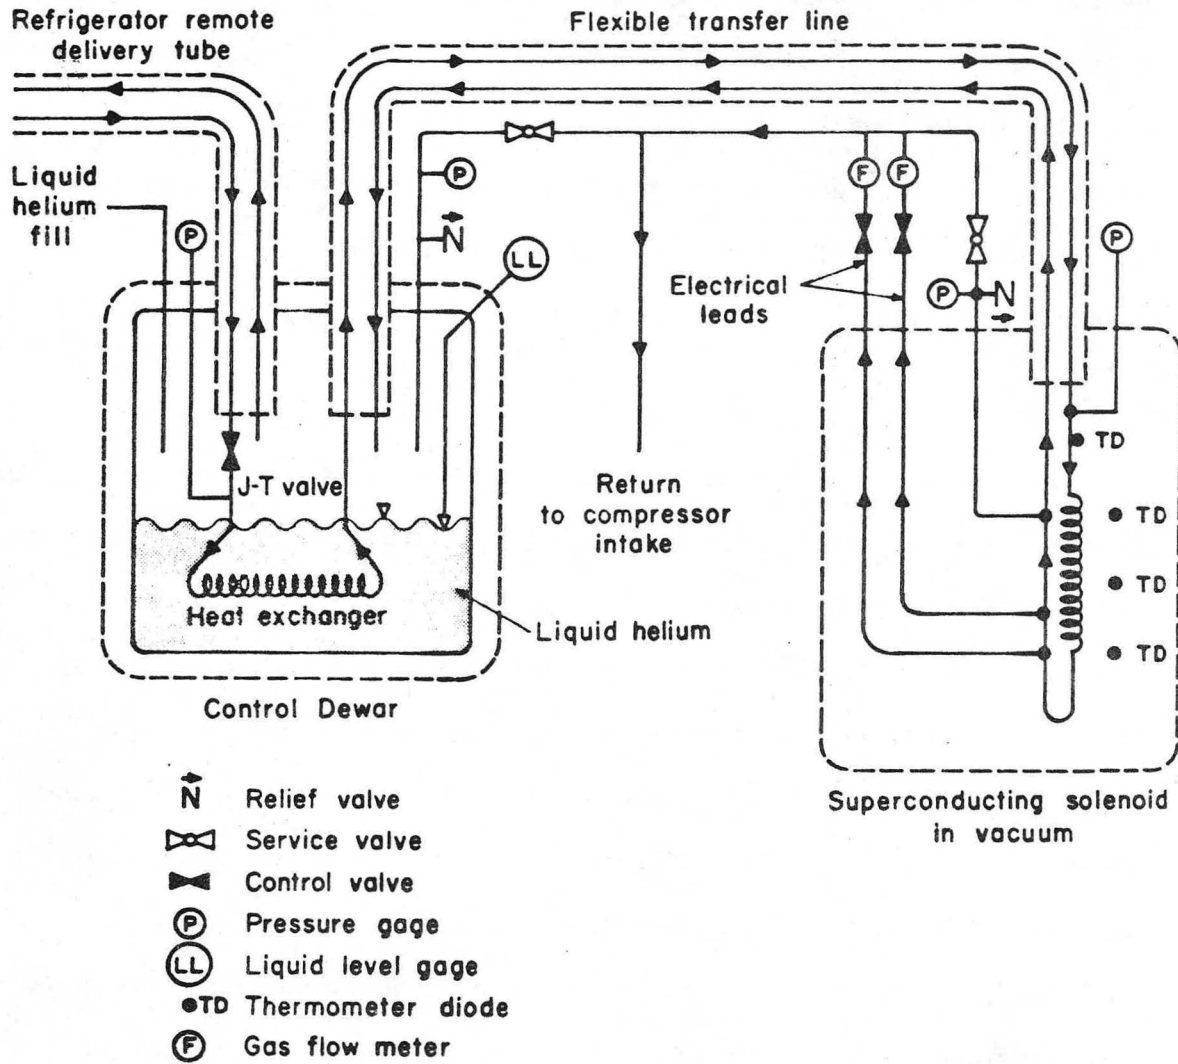 Refrigerator remote
delivery tube
Flexible transfer line
Liquid
helium
fill
P
P
N
LL
F
F
P
Electrical
leads
P
N
TD
J-T valve
Return
to compressor
intake
TD
TD
TD
Heat exchanger
Liquid helium
Control Dewar
Superconducting solenoid
in vacuum
N Relief valve
Service valve
Control valve
P Pressure gage
LL Liquid level gage
TD Thermometer diode
F Gas flow meter